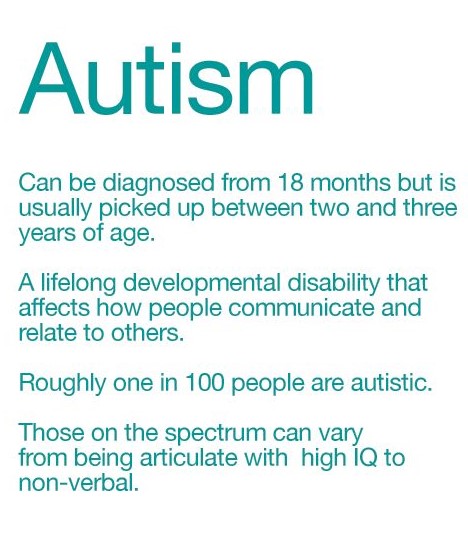 Autism
Can be diagnosed from 18 months but is
usually picked up between two and three
years of age.
A lifelong developmental disability that
affects how people communicate and
relate to others.
Roughly one in 100 people are autistic.
Those on the spectrum can vary
from being articulate with  high IQ to
non-verbal.